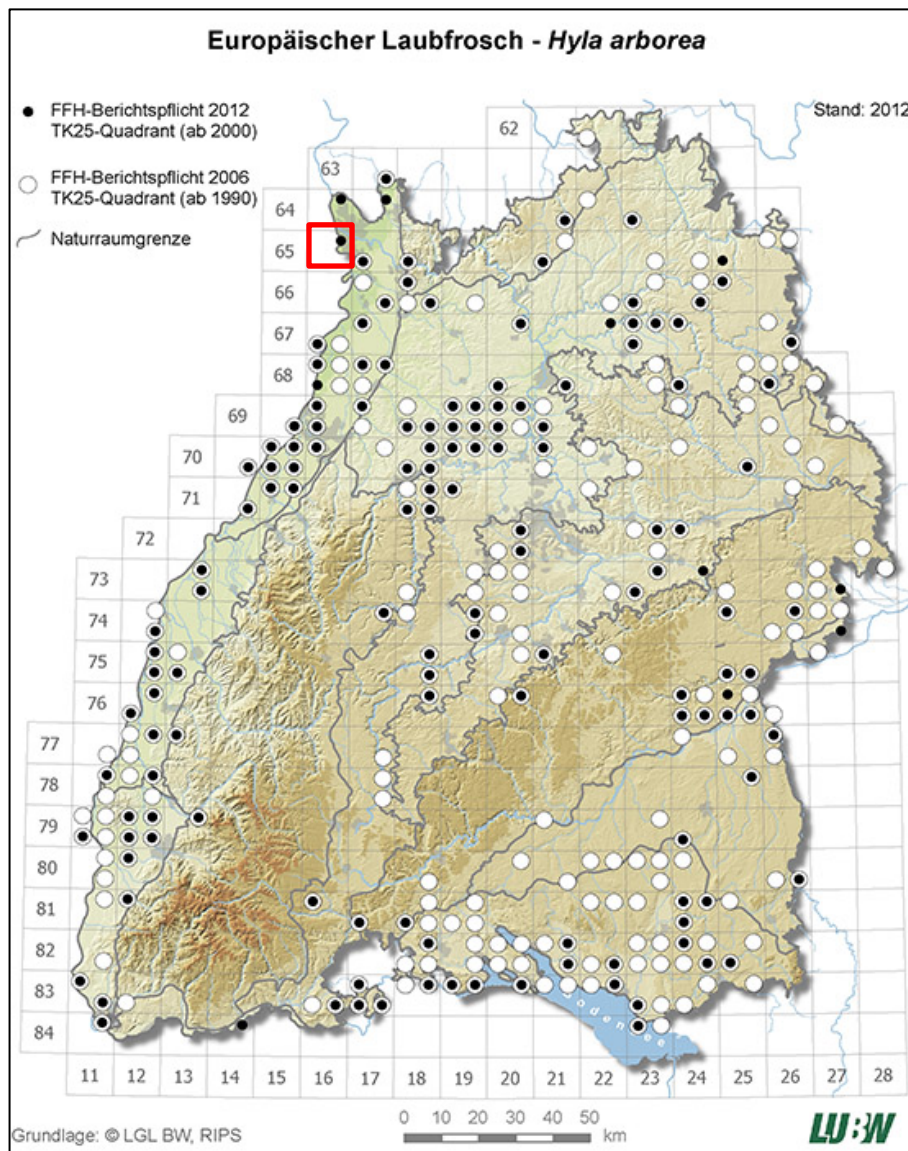 Europäischer Laubfrosch - Hyla arborea
FFH-Berichtspflicht 2012
TK25-Quadrant (ab 2000)
Stand: 2012
FFH-Berichtspflicht 2006
TK25-Quadrant (ab 1990)
Naturraumgrenze
62
63
64
65
66
67
68
69
70
71
72
73
74
75
76
77
78
79
80
81
82
83
84
11 12 13 14 15 16 17 18 19 20 21 22 23 24 25 26 27 28
0 10 20 30 40 50
km
Grundlage: © LGL BW, RIPS
LUBW